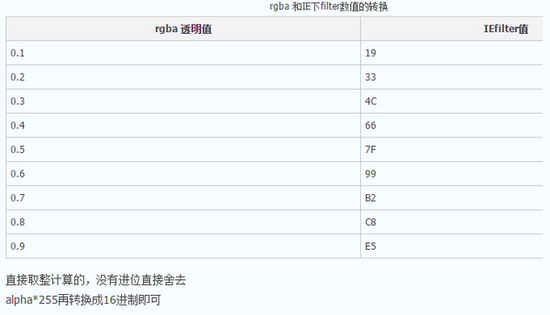 rgba 和IE下filter数值的转换
rgba 透明值 IEfilter值
0.1 19
0.2 33
0.3 4C
0.4 66
0.5 7F
0.6 99
0.7 B2
0.8 C8
0.9 E5
直接取整计算的，没有进位直接舍去
alpha*255再转换成16进制即可